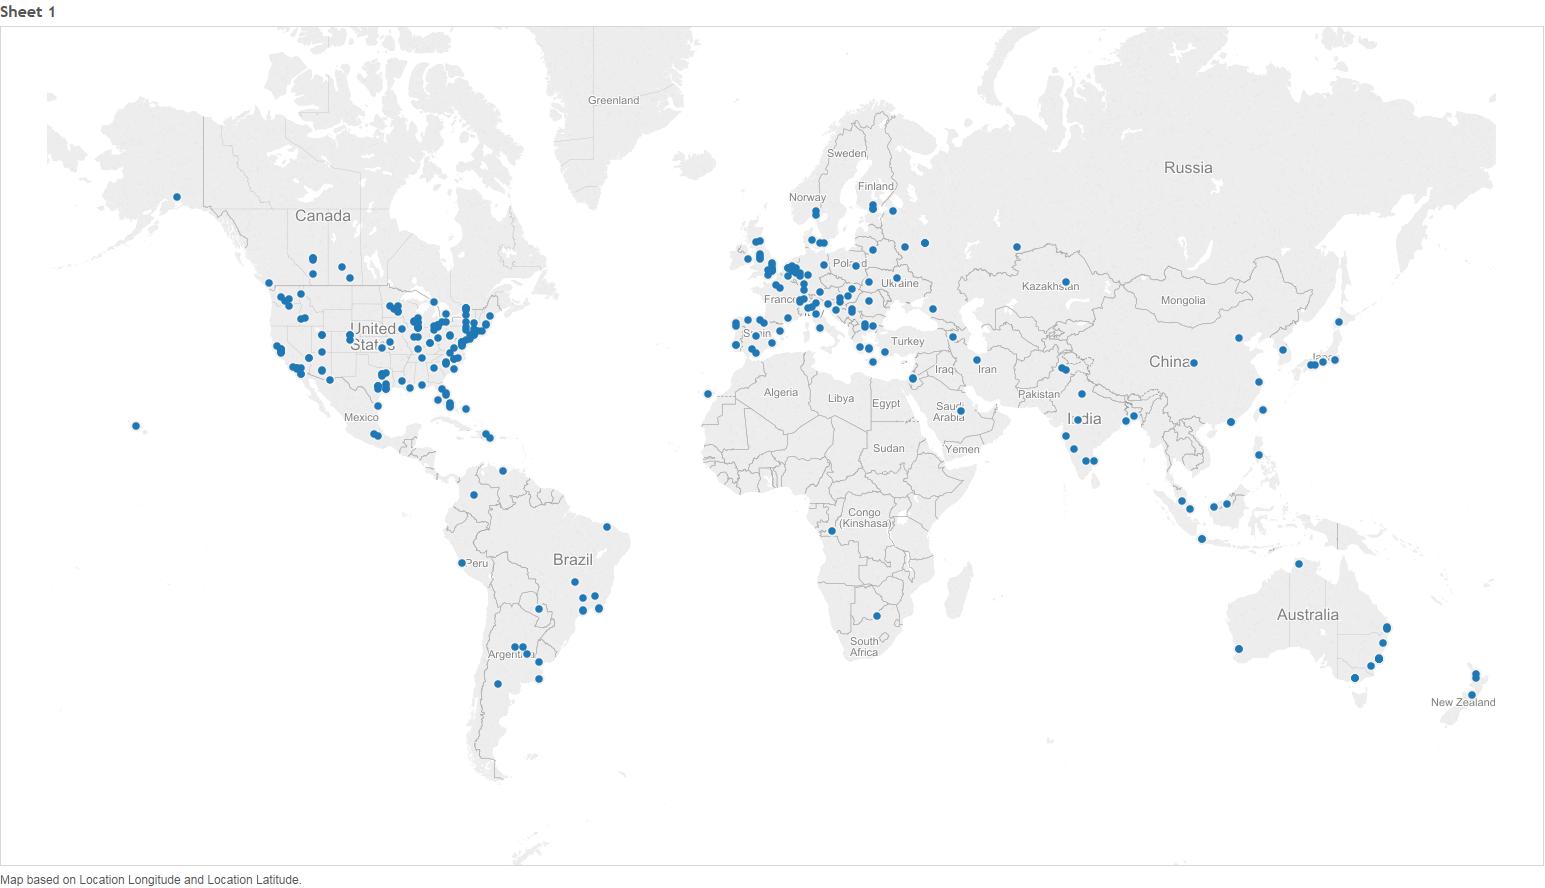 Sheet 1
Greenland
Sweden
Russia
Finland
Norway
Canada
Poland
Ukraine
Kazakhstan
France
Mongolia
Italy
United
States
Spain
Turkey
China
Japan
Iraq
Iran
Algeria
Libya
Egypt
Pakistan
Saudi
Arabia
Mexico
India
Sudan
Yemen
Congo
(Kinshasa)
Brazil
Peru
Australia
South
Africa
Argentina
New Zealand
Map based on Location Longitude and Location Latitude.